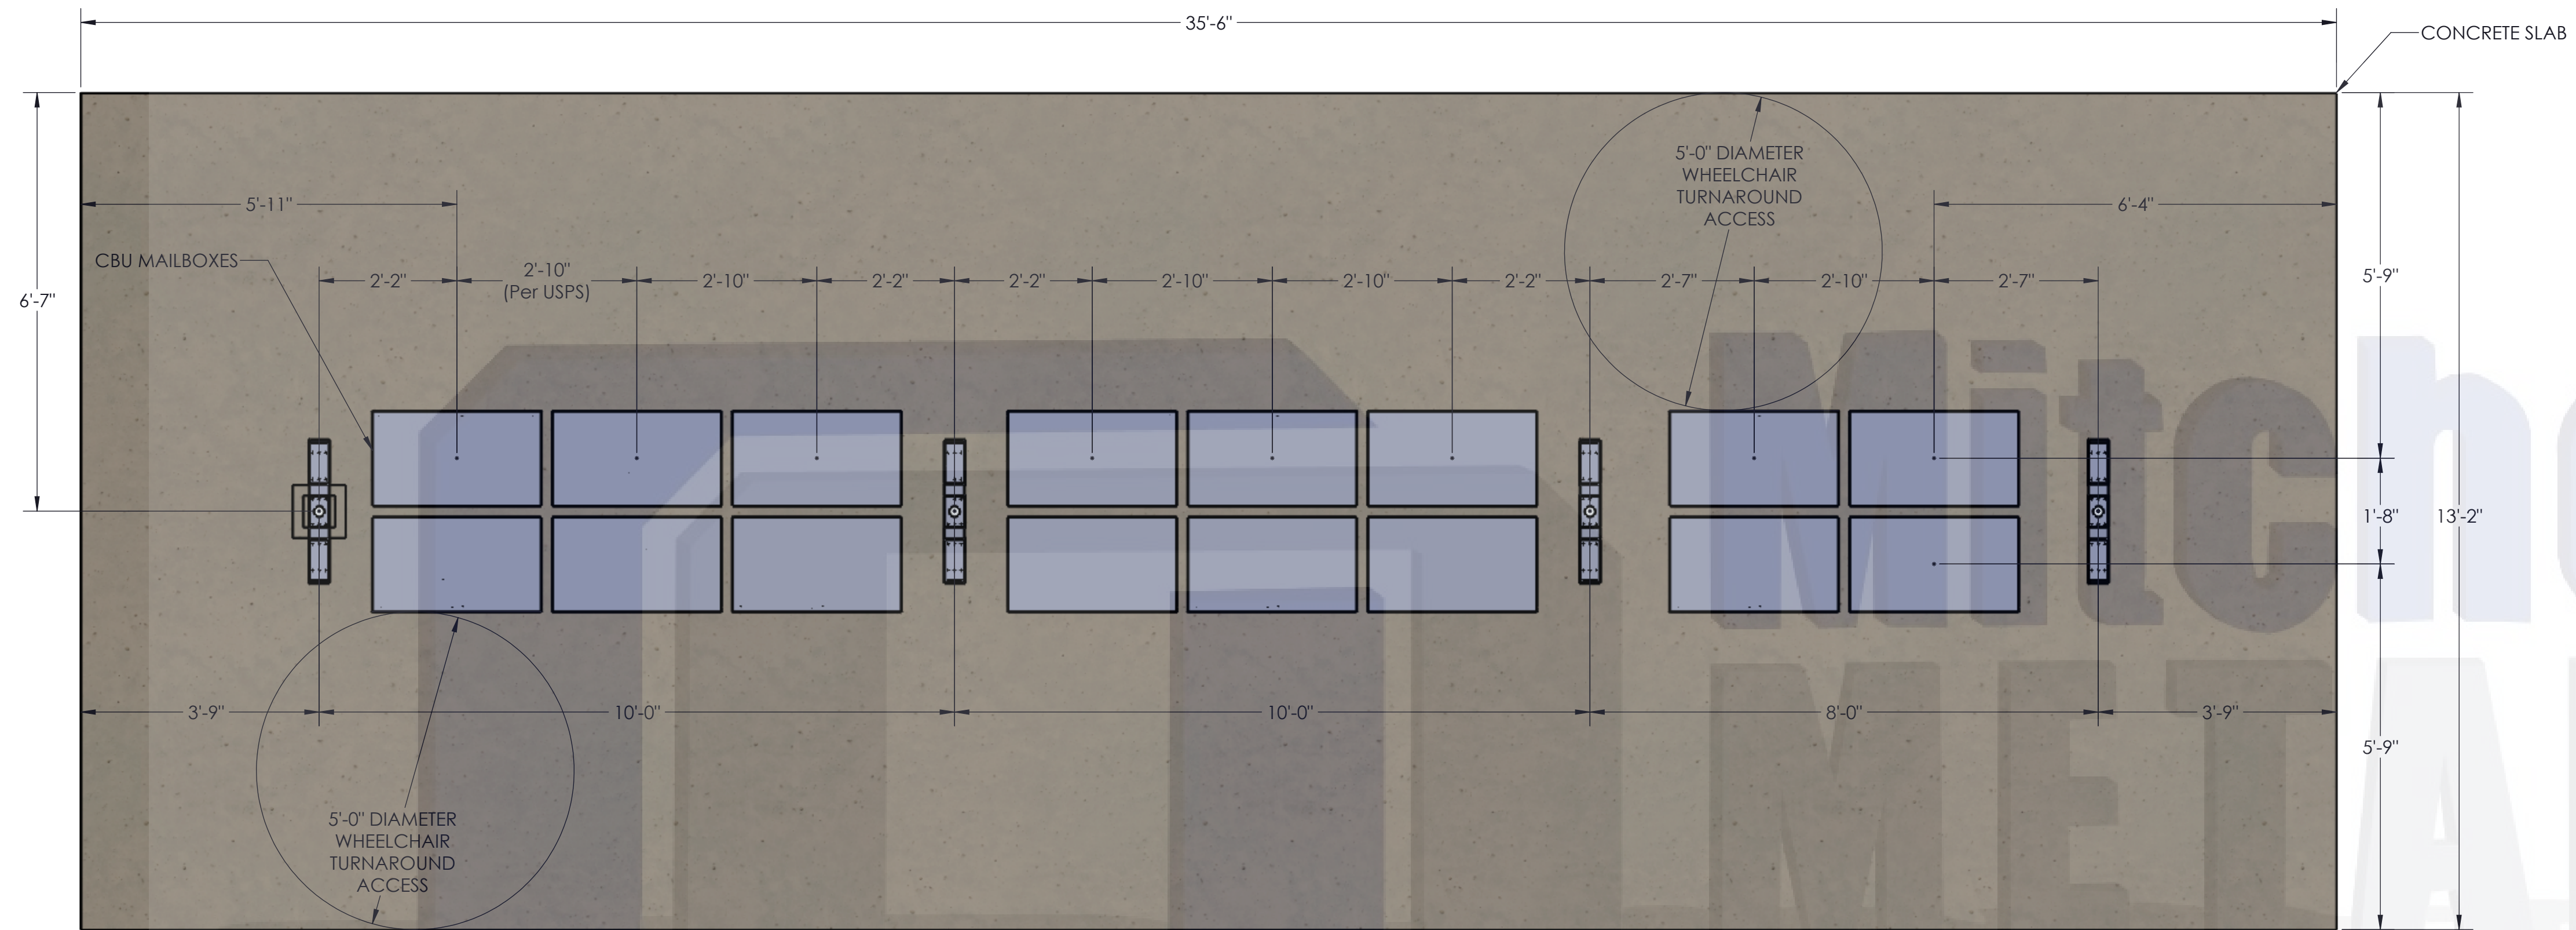 35'-6"
CONCRETE SLAB
5'-0" DIAMETER
WHEELCHAIR
TURNAROUND
ACCESS
5'-11"
6'-4"
CBU MAILBOXES
2'-2"
2'-10"
(Per USPS)
2'-10"
2'-2"
2'-2"
2'-10"
2'-10"
2'-2"
2'-7"
2'-10"
2'-7"
5'-9"
6'-7"
Mitch
1'-8"
13'-2"
3'-9"
10'-0"
10'-0"
8'-0"
3'-9"
5'-9"
META
5'-0" DIAMETER
WHEELCHAIR
TURNAROUND
ACCESS